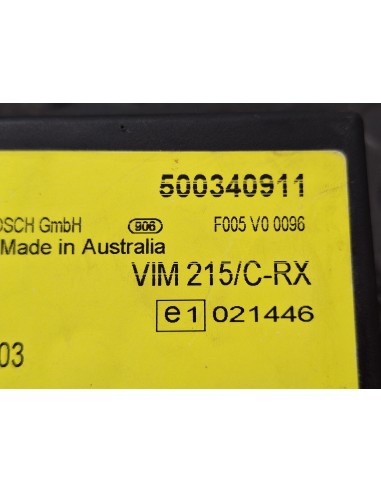 500340911
OSCH GmbH 906 F005 V0 0096
Made in Australia
VIM 215/C-RX
e1 021446
03